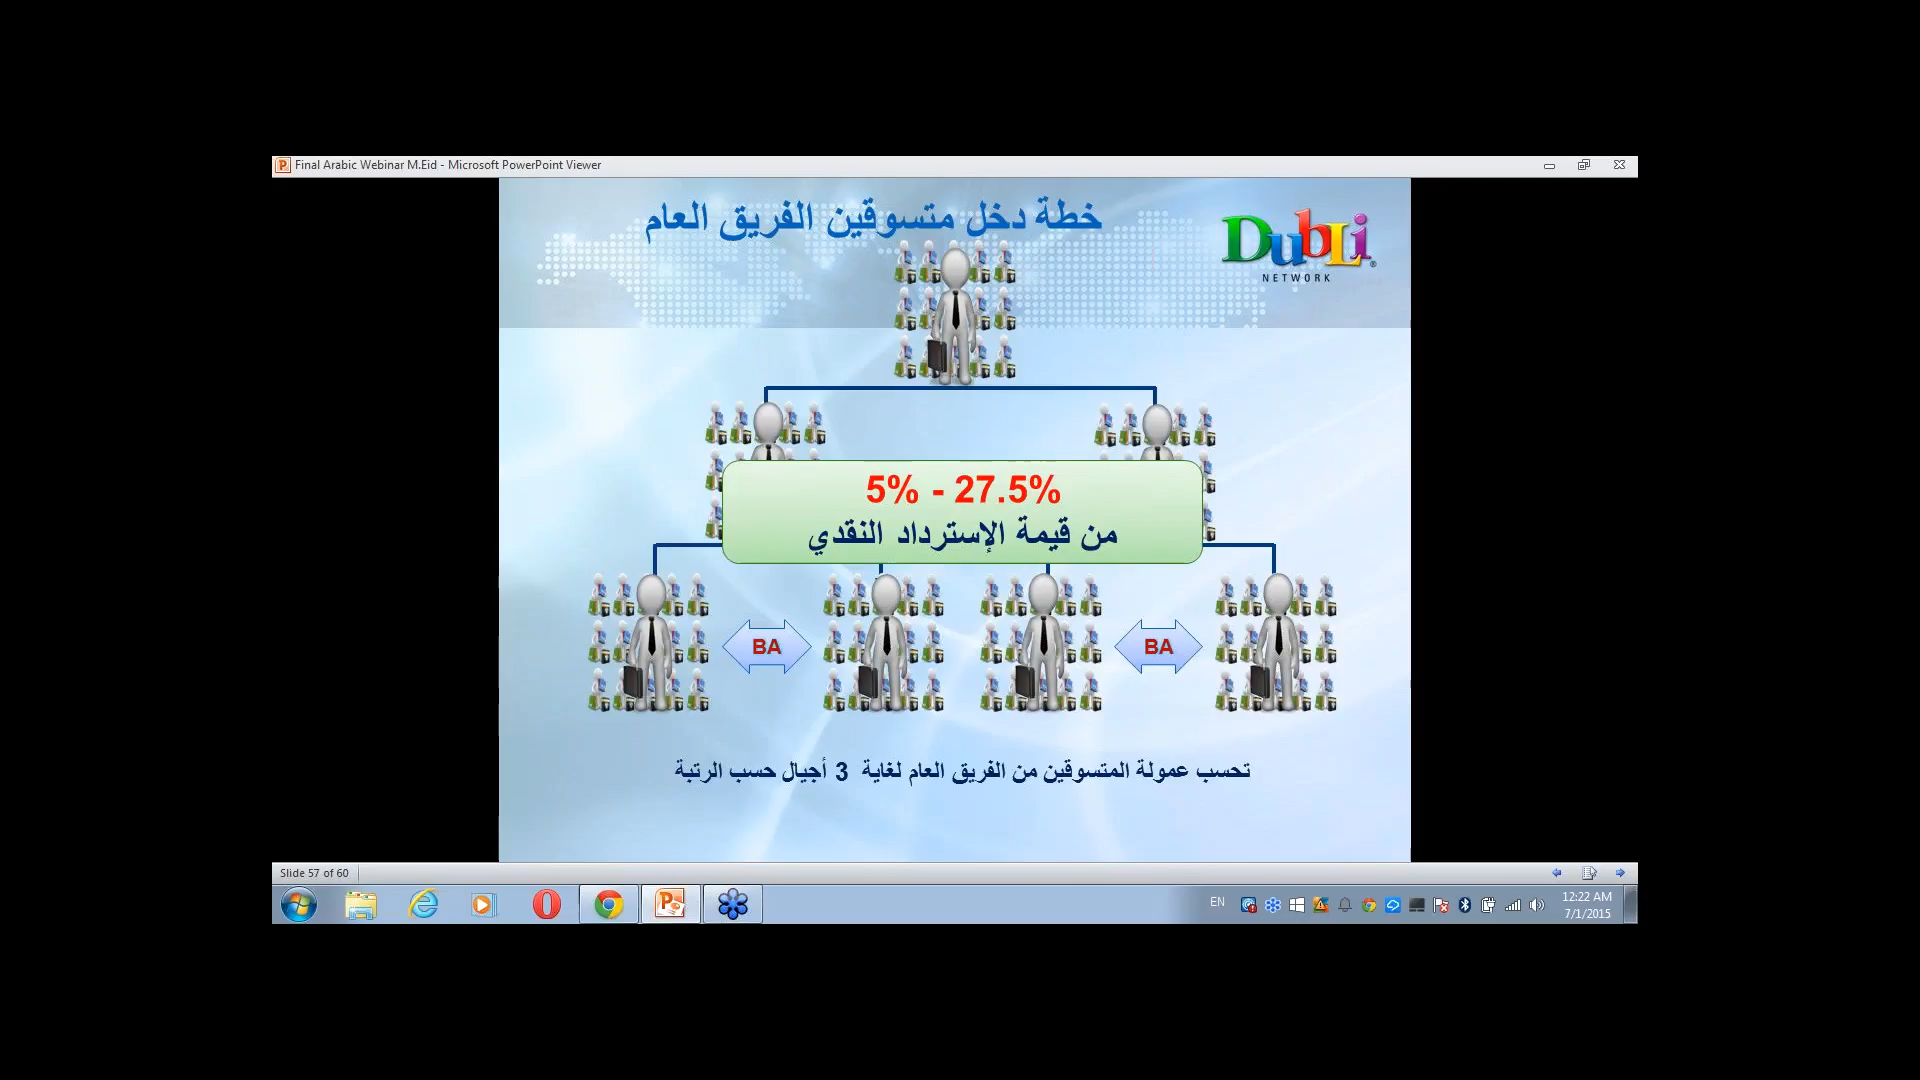 Final Arabic Webinar M.Eid - Microsoft PowerPoint Viewer
خطة دخل متسوقين الفريق العام
DubLi
NETWORK
5% - 27.5%
من قيمة الإسترداد النقدي
BA
BA
تحسب عمولة المتسوقين من الفريق العام لغاية 3 أجيال حسب الرتبة
Slide 57 of 60
EN
12:22 AM
7/1/2015